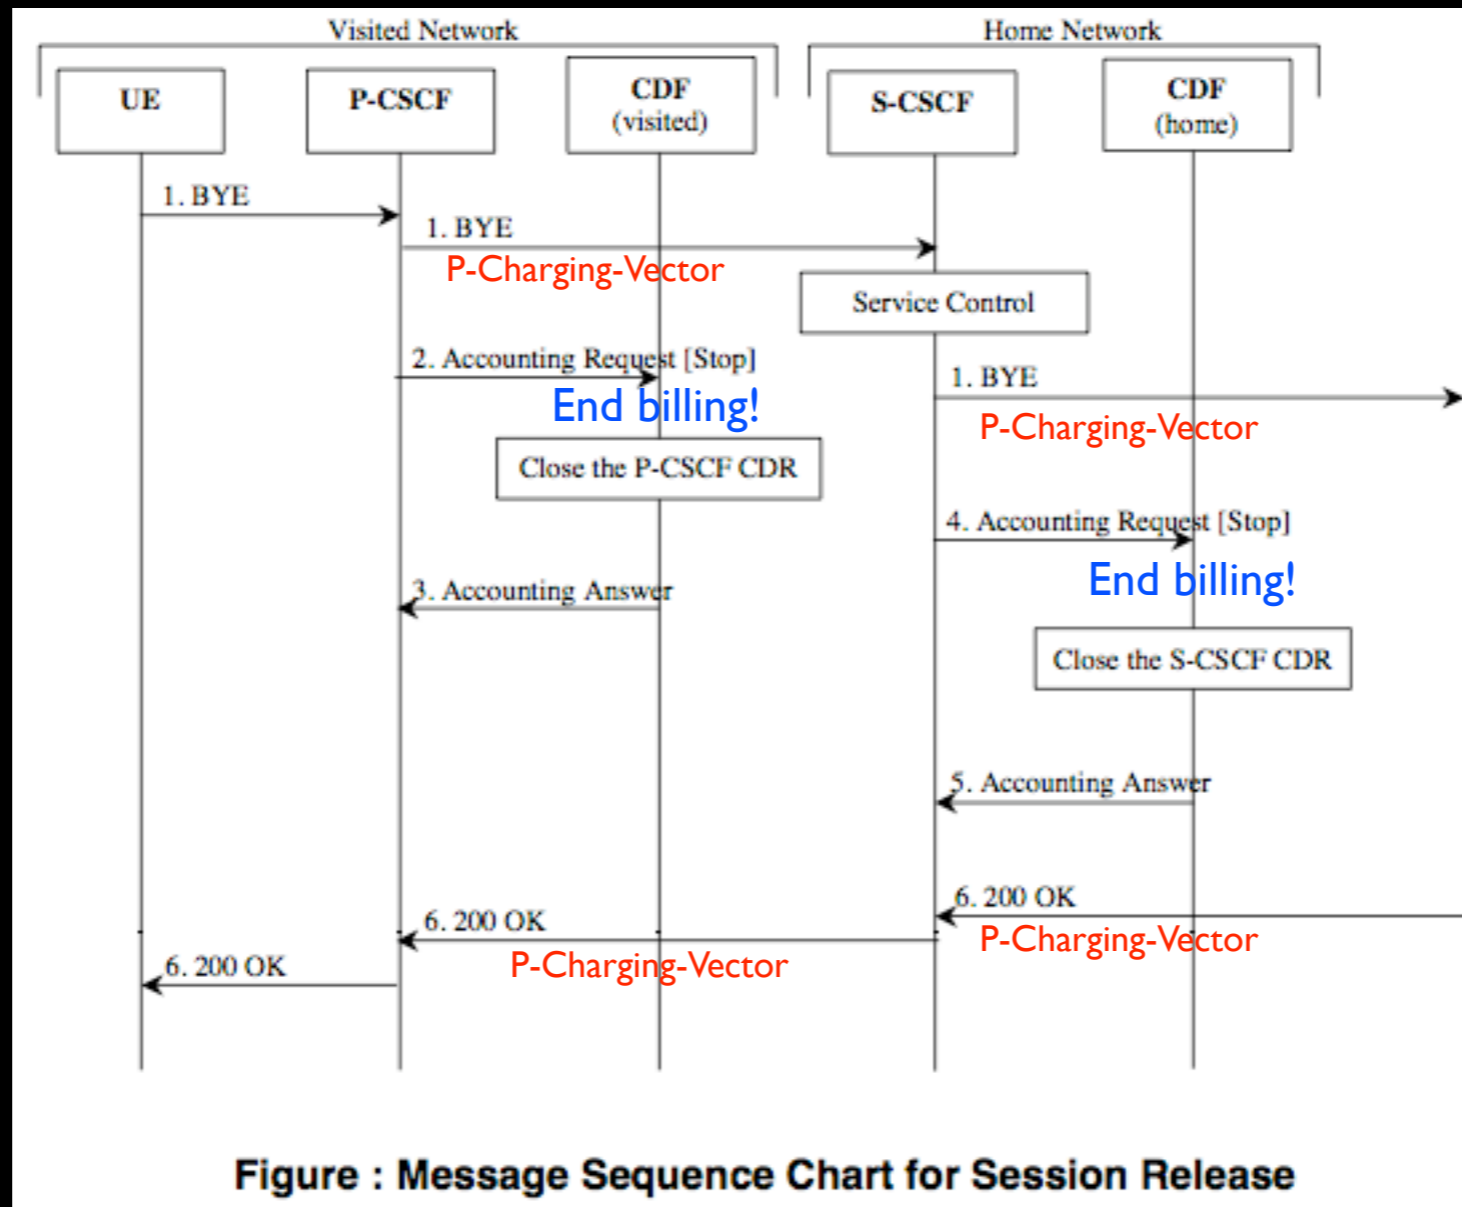 Visited Network
Home Network
UE
P-CSCF
CDF
(visited)
S-CSCF
CDF
(home)
1. BYE
1. BYE
P-Charging-Vector
Service Control
2. Accounting Request [Stop]
End billing!
1. BYE
P-Charging-Vector
Close the P-CSCF CDR
4. Accounting Request [Stop]
End billing!
3. Accounting Answer
Close the S-CSCF CDR
5. Accounting Answer
6. 200 OK
P-Charging-Vector
6. 200 OK
P-Charging-Vector
6. 200 OK
Figure : Message Sequence Chart for Session Release